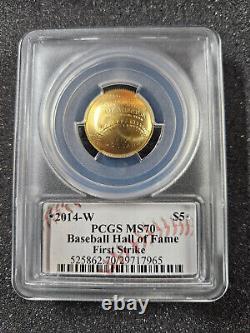 2014-W $5
PCGS MS70
Baseball Hall of Fame
First Strike
525862.70/29717965